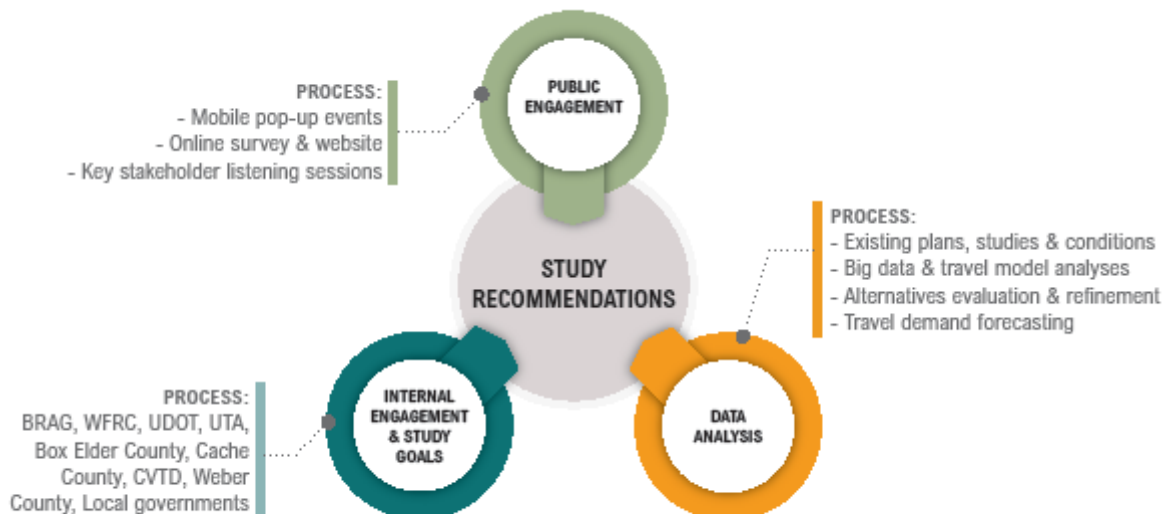 PUBLIC
ENGAGEMENT
PROCESS:
- Mobile pop-up events
- Online survey & website
- Key stakeholder listening sessions
STUDY
RECOMMENDATIONS
PROCESS:
- Existing plans, studies & conditions
- Big data & travel model analyses
- Alternatives evaluation & refinement
- Travel demand forecasting
PROCESS:
BRAG, WFRC, UDOT, UTA,
Box Elder County, Cache
County, CVTD, Weber
County, Local governments
INTERNAL
ENGAGEMENT
& STUDY
GOALS
DATA
ANALYSIS